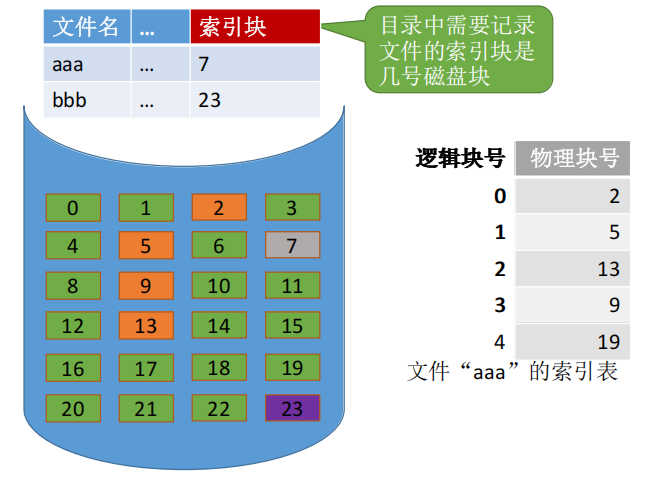 文件名 … 索引块
aaa … 7
bbb … 23
目录中需要记录
文件的索引块是
几号磁盘块
0 1 2 3
4 5 6 7
8 9 10 11
12 13 14 15
16 17 18 19
20 21 22 23
逻辑块号 物理块号
0 2
1 5
2 13
3 9
4 19
文件“aaa”的索引表